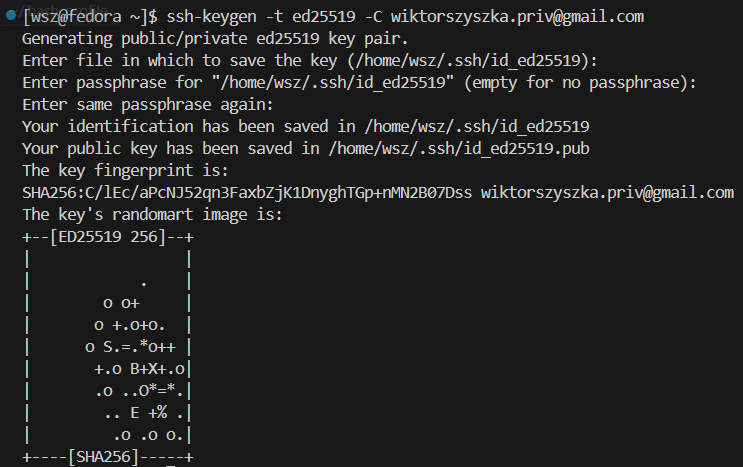 [wsz@fedora ~]$ ssh-keygen -t ed25519 -C wiktorszyszka.priv@gmail.com
Generating public/private ed25519 key pair.
Enter file in which to save the key (/home/wsz/.ssh/id_ed25519):
Enter passphrase for "/home/wsz/.ssh/id_ed25519" (empty for no passphrase):
Enter same passphrase again:
Your identification has been saved in /home/wsz/.ssh/id_ed25519
Your public key has been saved in /home/wsz/.ssh/id_ed25519.pub
The key fingerprint is:
SHA256:C/lEc/aPcNJ52qn3FaxbZjK1DnyghTGp+nMN2B07Dss wiktorszyszka.priv@gmail.com
The key's randomart image is:
+--[ED25519 256]--+
|                 |
|            .    |
|        o o+     |
|       o +.o+o.  |
|      o S.=.*o++ |
|       +.o B+X+.o|
|       .o ..O*=*.|
|        .. E +% .|
|         .o .o o.|
+----[SHA256]-----+